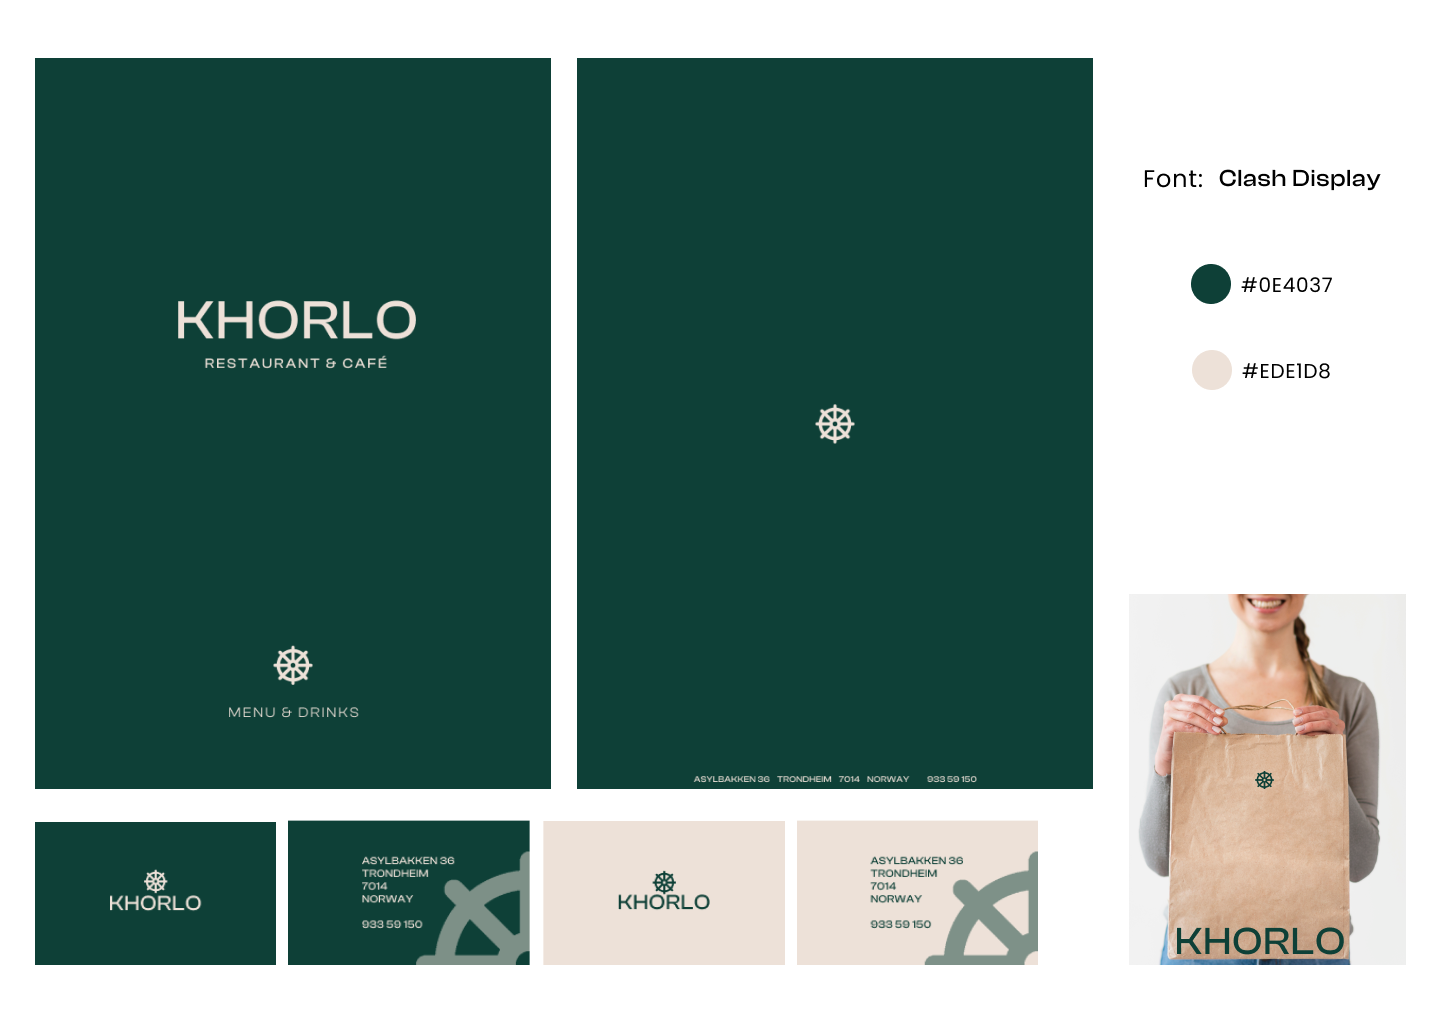 KHORLO
RESTAURANT & CAFÉ
MENU & DRINKS
ASYLBAKKEN 36 TRONDHEIM 7014 NORWAY 933 59 150
Font: Clash Display
#0E4037
#EDE1D8
KHORLO
ASYLBAKKEN 36
TRONDHEIM
7014
NORWAY
933 59 150
KHORLO
ASYLBAKKEN 36
TRONDHEIM
7014
NORWAY
933 59 150
KHORLO